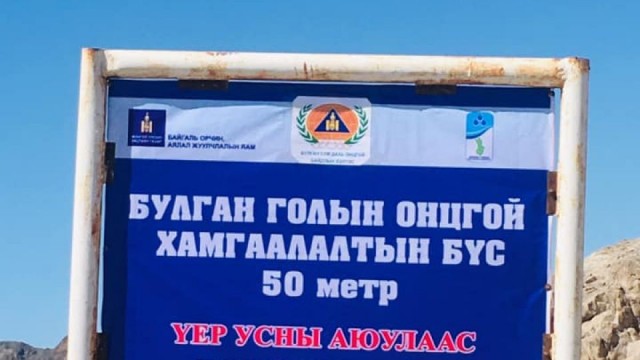 БАЙГАЛЬ ОРЧИН,
АЯЛАЛ ЖУУЛЧЛАЛЫН ЯАМ
БУЛГАН ГОЛЫН ОНЦГОЙ
ХАМГААЛАЛТЫН БҮС
50 метр
ҮЕР УСНЫ АЮУЛААС